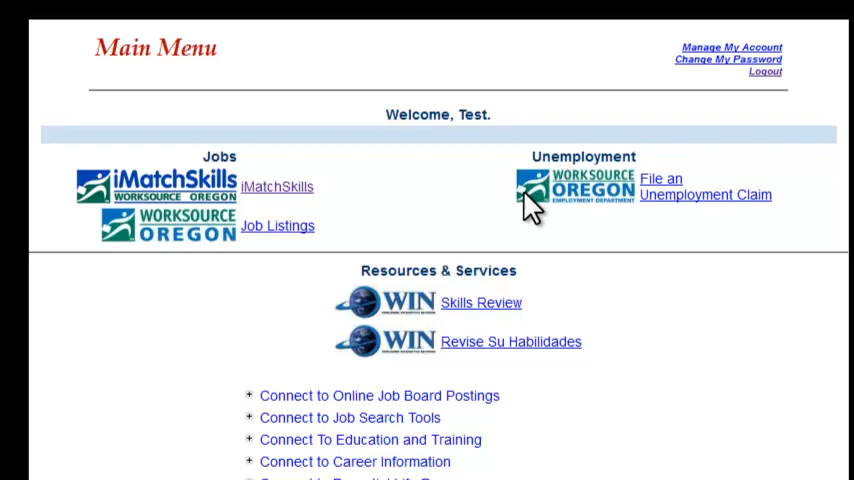 Main Menu
Manage My Account
Change My Password
Logout
Welcome, Test.
Jobs
Unemployment
iMatchSkills
WORKSOURCE OREGON
iMatchSkills
WORKSOURCE
OREGON
EMPLOYMENT DEPARTMENT
File an
Unemployment Claim
WORKSOURCE
OREGON
Job Listings
Resources & Services
WIN
Skills Review
WIN
Revise Su Habilidades
Connect to Online Job Board Postings
Connect to Job Search Tools
Connect To Education and Training
Connect to Career Information